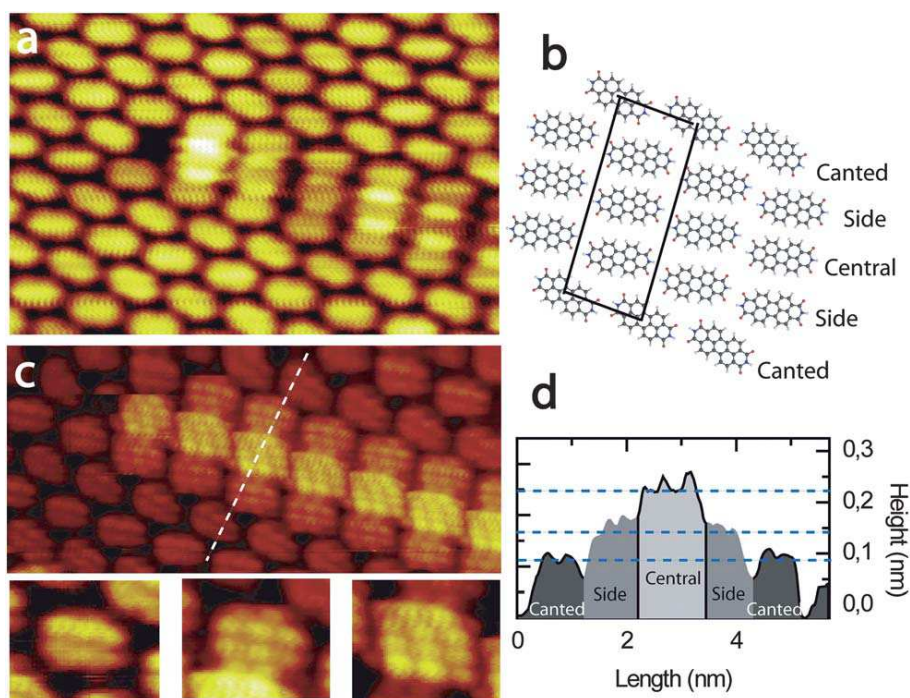 a
b
Canted
Side
Central
Side
Canted
c
d
0,3
0,2
0,1
0,0
Height (nm)
Canted
Side
Central
Side
Canted
0
2
4
Length (nm)